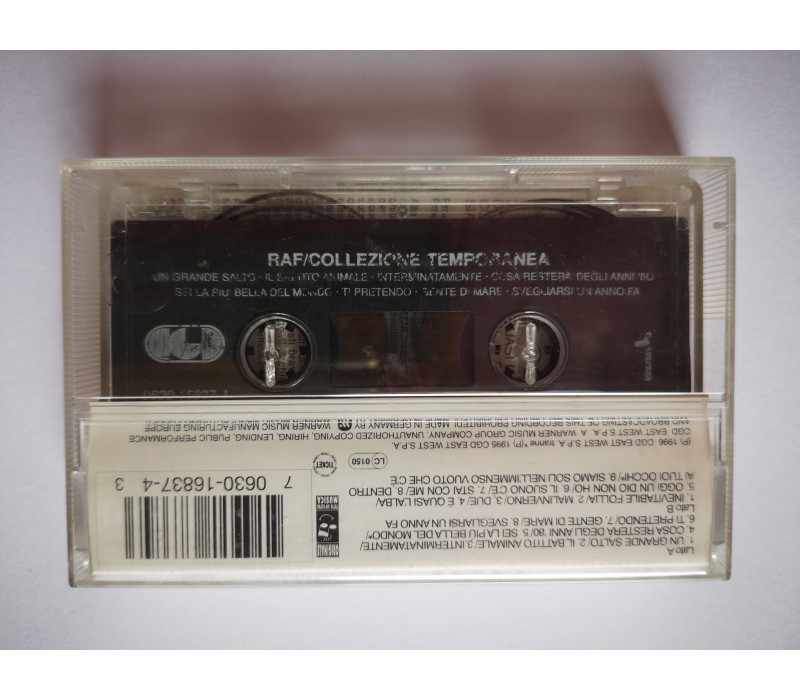 RAF/COLLEZIONE TEMPORANEA
UN GRANDE SALTO · IL BATTITO ANIMALE · INTERMINATAMENTE · COSA RESTERÀ DEGLI ANNI '80
SEI LA PIU' BELLA DEL MONDO · TI PRETENDO · GENTE DI MARE · SVEGLIARSI UN ANNO FA
Lato A
1. UN GRANDE SALTO/ 2. IL BATTITO ANIMALE/ 3.INTERMINATAMENTE/
4. COSA RESTERÀ DEGLI ANNI '80/ 5. SEI LA PIÙ BELLA DEL MONDO*/
6. TI PRETENDO/ 7. GENTE DI MARE/ 8. SVEGLIARSI UN ANNO FA
Lato B
1. INEVITABILE FOLLIA/ 2. MALINVERNO/ 3. DUE/ 4. È QUASI L'ALBA/
5. OGGI UN DIO NON HO/ 6. IL SUONO C'È/ 7. STAI CON ME/ 8. DENTRO
AI TUOI OCCHI*/ 9. SIAMO SOLI NELL'IMMENSO VUOTO CHE C'È
7 0630-16837-4 3
TICKET
LC 0150
(P) 1996 CGD EAST WEST S.P.A. tranne* (P) 1995 CGD EAST WEST S.P.A.
CGD EAST WEST S.P.A. A WARNER MUSIC GROUP COMPANY. UNAUTHORIZED COPYING, HIRING, LENDING, PUBLIC PERFORMANCE
AND BROADCASTING OF THIS RECORDING PROHIBITED. MADE IN GERMANY BY WARNER MUSIC MANUFACTURING EUROPE